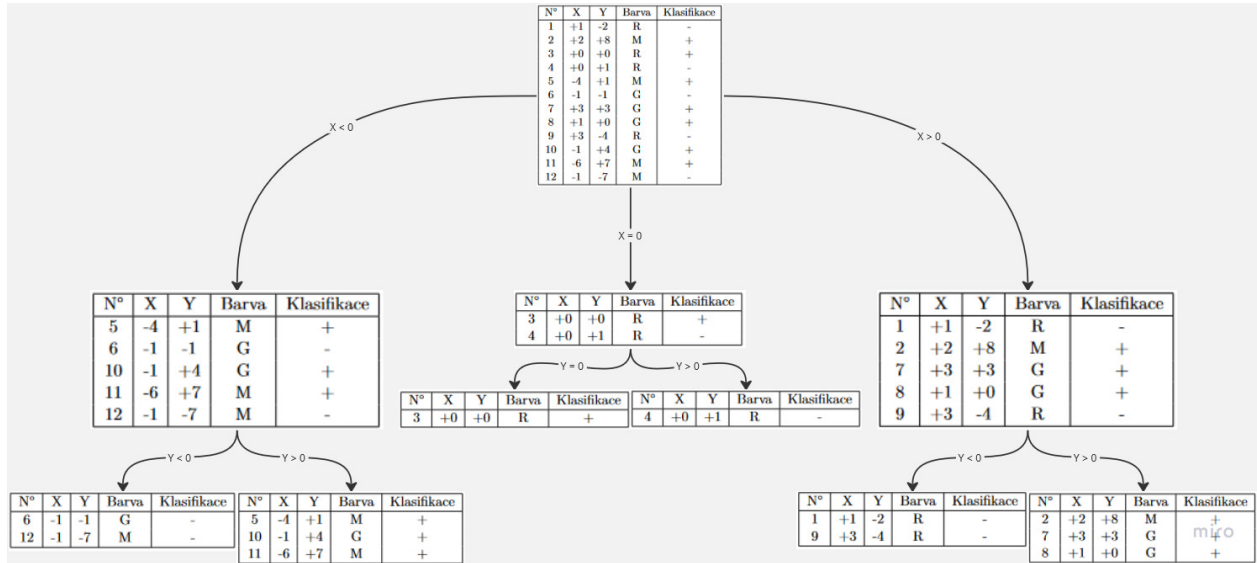 N° X Y Barva Klasifikace
1 +1 -2 R -
2 +2 +8 M +
3 +0 +0 R +
4 +0 +1 R -
5 -4 +1 M +
6 -1 -1 G -
7 +3 +3 G +
8 +1 +0 G +
9 +3 -4 R -
10 -1 +4 G +
11 -6 +7 M +
12 -1 -7 M -
X < 0
X = 0
X > 0
N° X Y Barva Klasifikace
5 -4 +1 M +
6 -1 -1 G -
10 -1 +4 G +
11 -6 +7 M +
12 -1 -7 M -
N° X Y Barva Klasifikace
3 +0 +0 R +
4 +0 +1 R -
N° X Y Barva Klasifikace
1 +1 -2 R -
2 +2 +8 M +
7 +3 +3 G +
8 +1 +0 G +
9 +3 -4 R -
Y = 0
Y > 0
N° X Y Barva Klasifikace
3 +0 +0 R +
N° X Y Barva Klasifikace
4 +0 +1 R -
Y < 0
Y > 0
N° X Y Barva Klasifikace
6 -1 -1 G -
12 -1 -7 M -
N° X Y Barva Klasifikace
5 -4 +1 M +
10 -1 +4 G +
11 -6 +7 M +
Y < 0
Y > 0
N° X Y Barva Klasifikace
1 +1 -2 R -
9 +3 -4 R -
N° X Y Barva Klasifikace
2 +2 +8 M +
7 +3 +3 G +
8 +1 +0 G +
miro